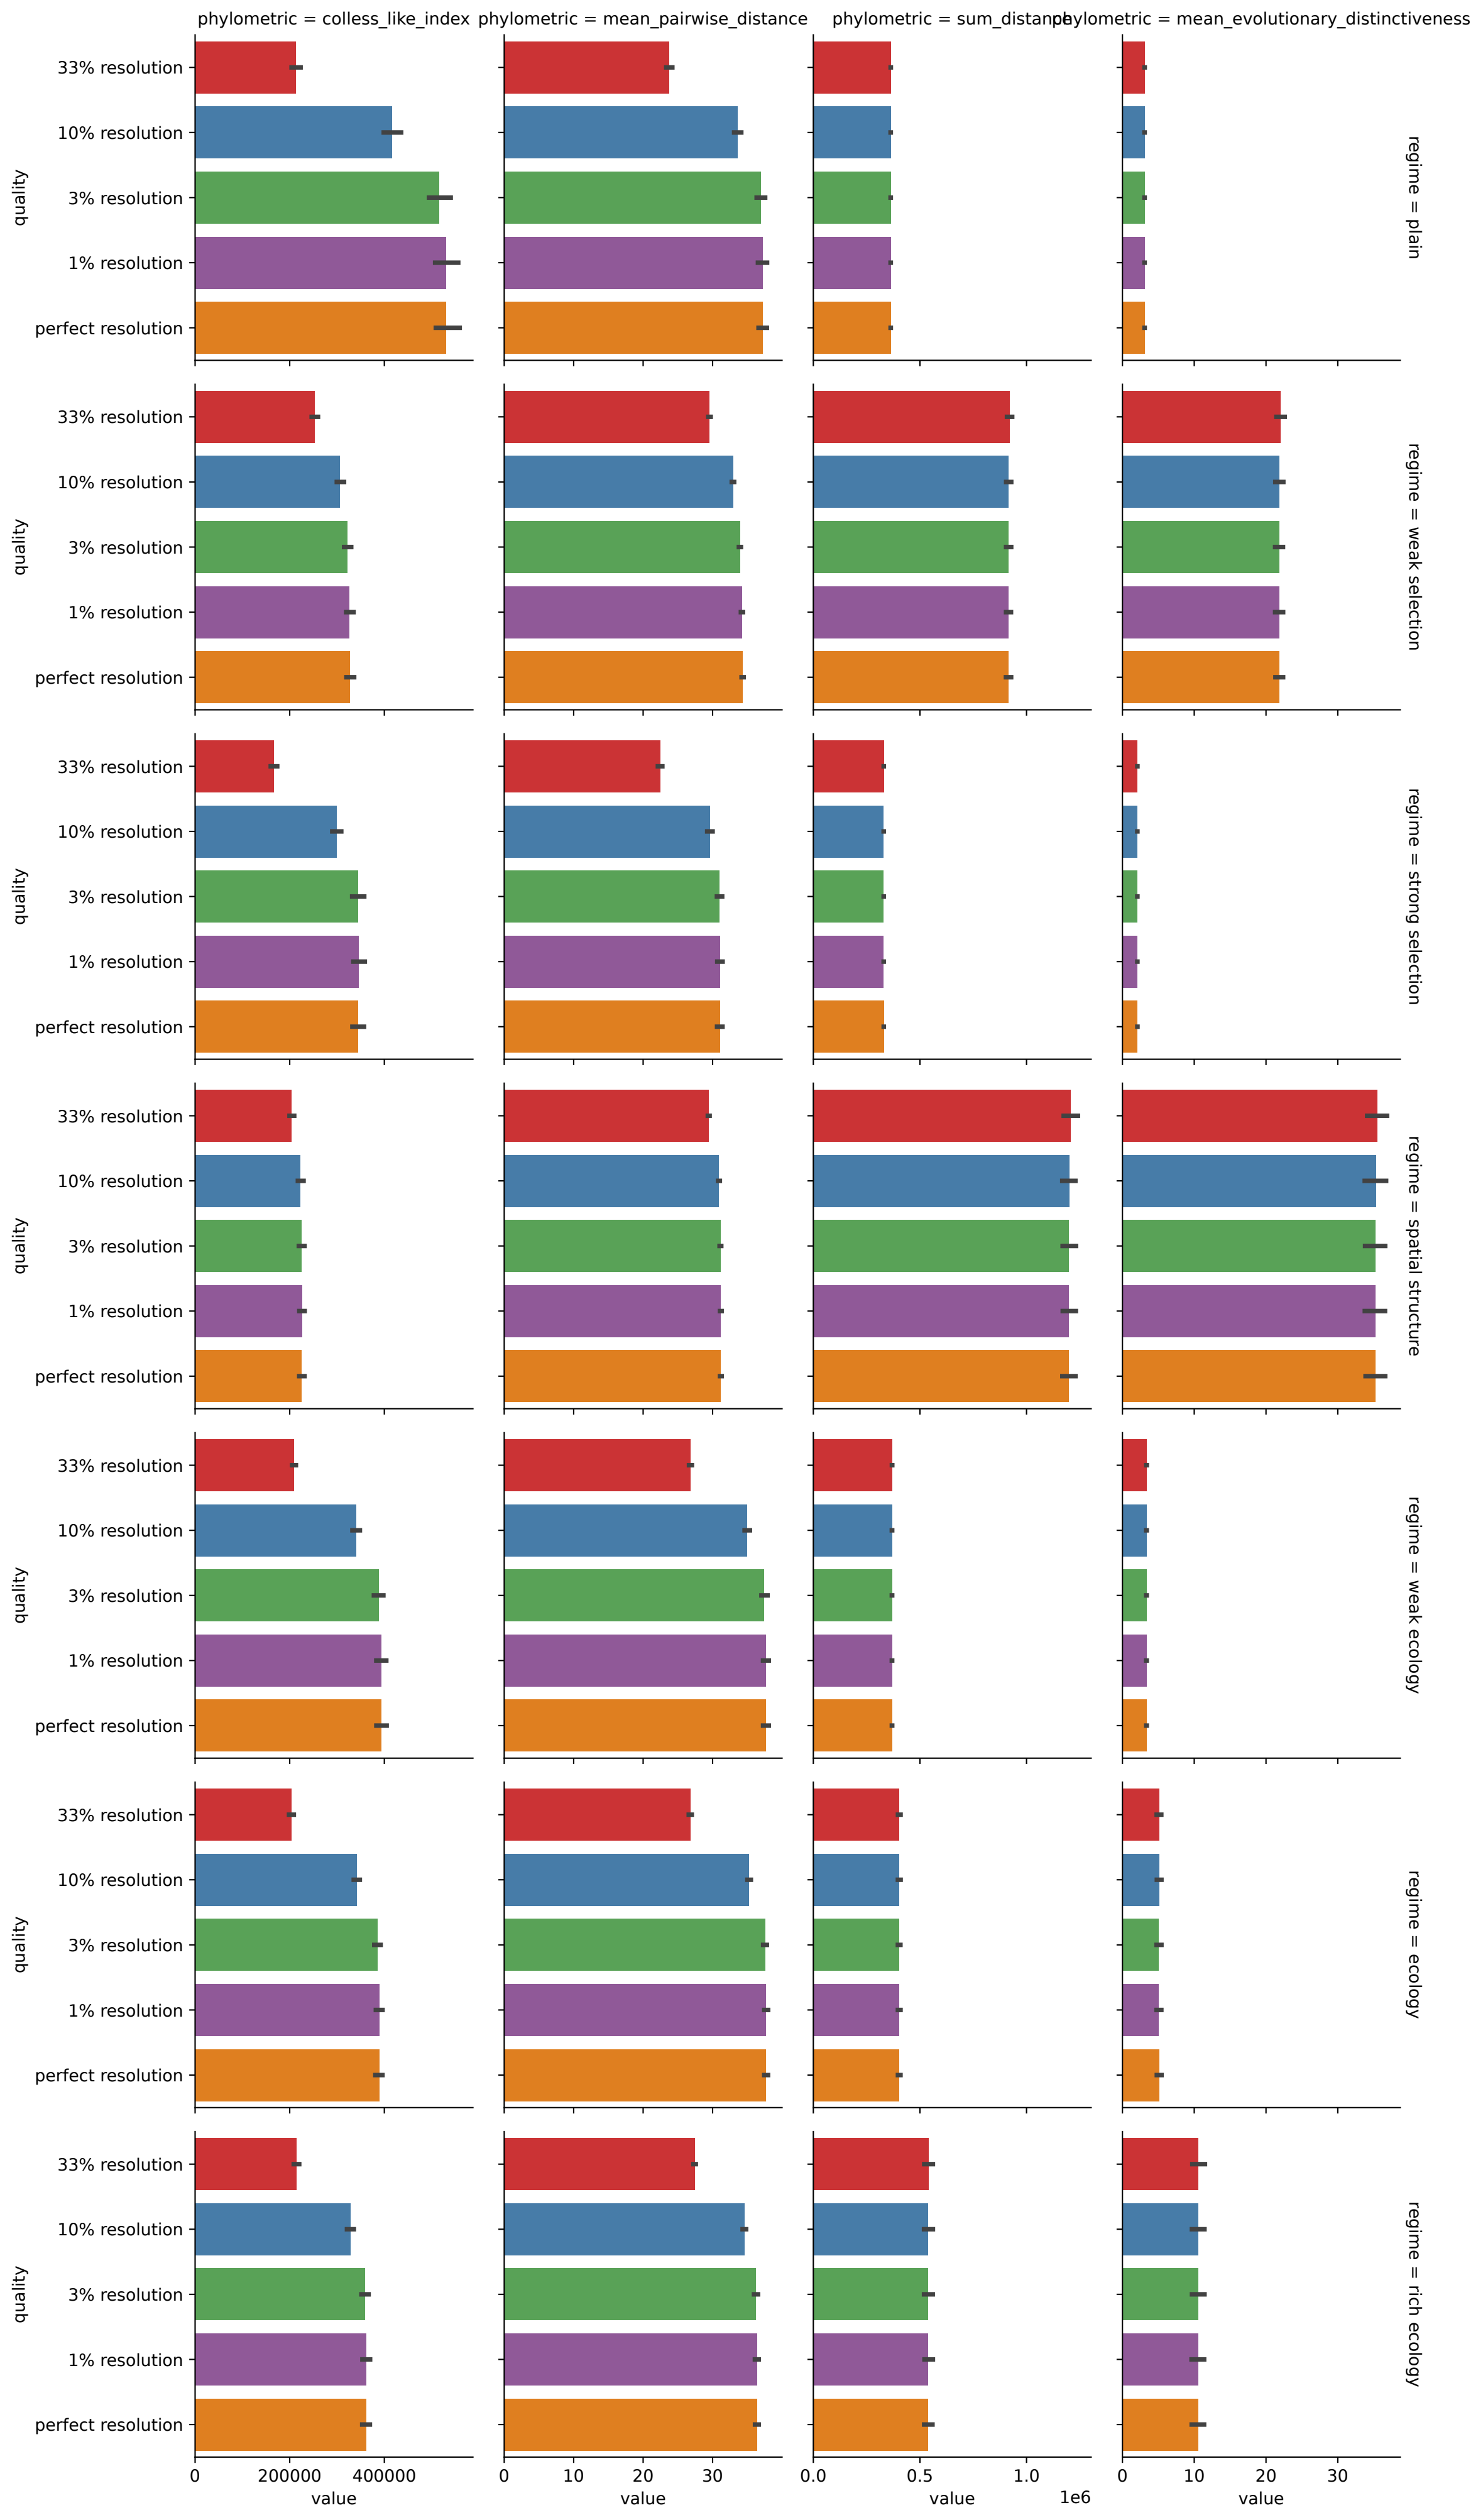 phylometric = colless_like_index
phylometric = mean_pairwise_distance
phylometric = sum_distance
phylometric = mean_evolutionary_distinctiveness
33% resolution
10% resolution
3% resolution
1% resolution
perfect resolution
quality
regime = plain
33% resolution
10% resolution
3% resolution
1% resolution
perfect resolution
quality
regime = weak selection
33% resolution
10% resolution
3% resolution
1% resolution
perfect resolution
quality
regime = strong selection
33% resolution
10% resolution
3% resolution
1% resolution
perfect resolution
quality
regime = spatial structure
33% resolution
10% resolution
3% resolution
1% resolution
perfect resolution
quality
regime = weak ecology
33% resolution
10% resolution
3% resolution
1% resolution
perfect resolution
quality
regime = ecology
33% resolution
10% resolution
3% resolution
1% resolution
perfect resolution
quality
regime = rich ecology
0 200000 400000
value
0 10 20 30
value
0.0 0.5 1.0
1e6
value
0 10 20 30
value